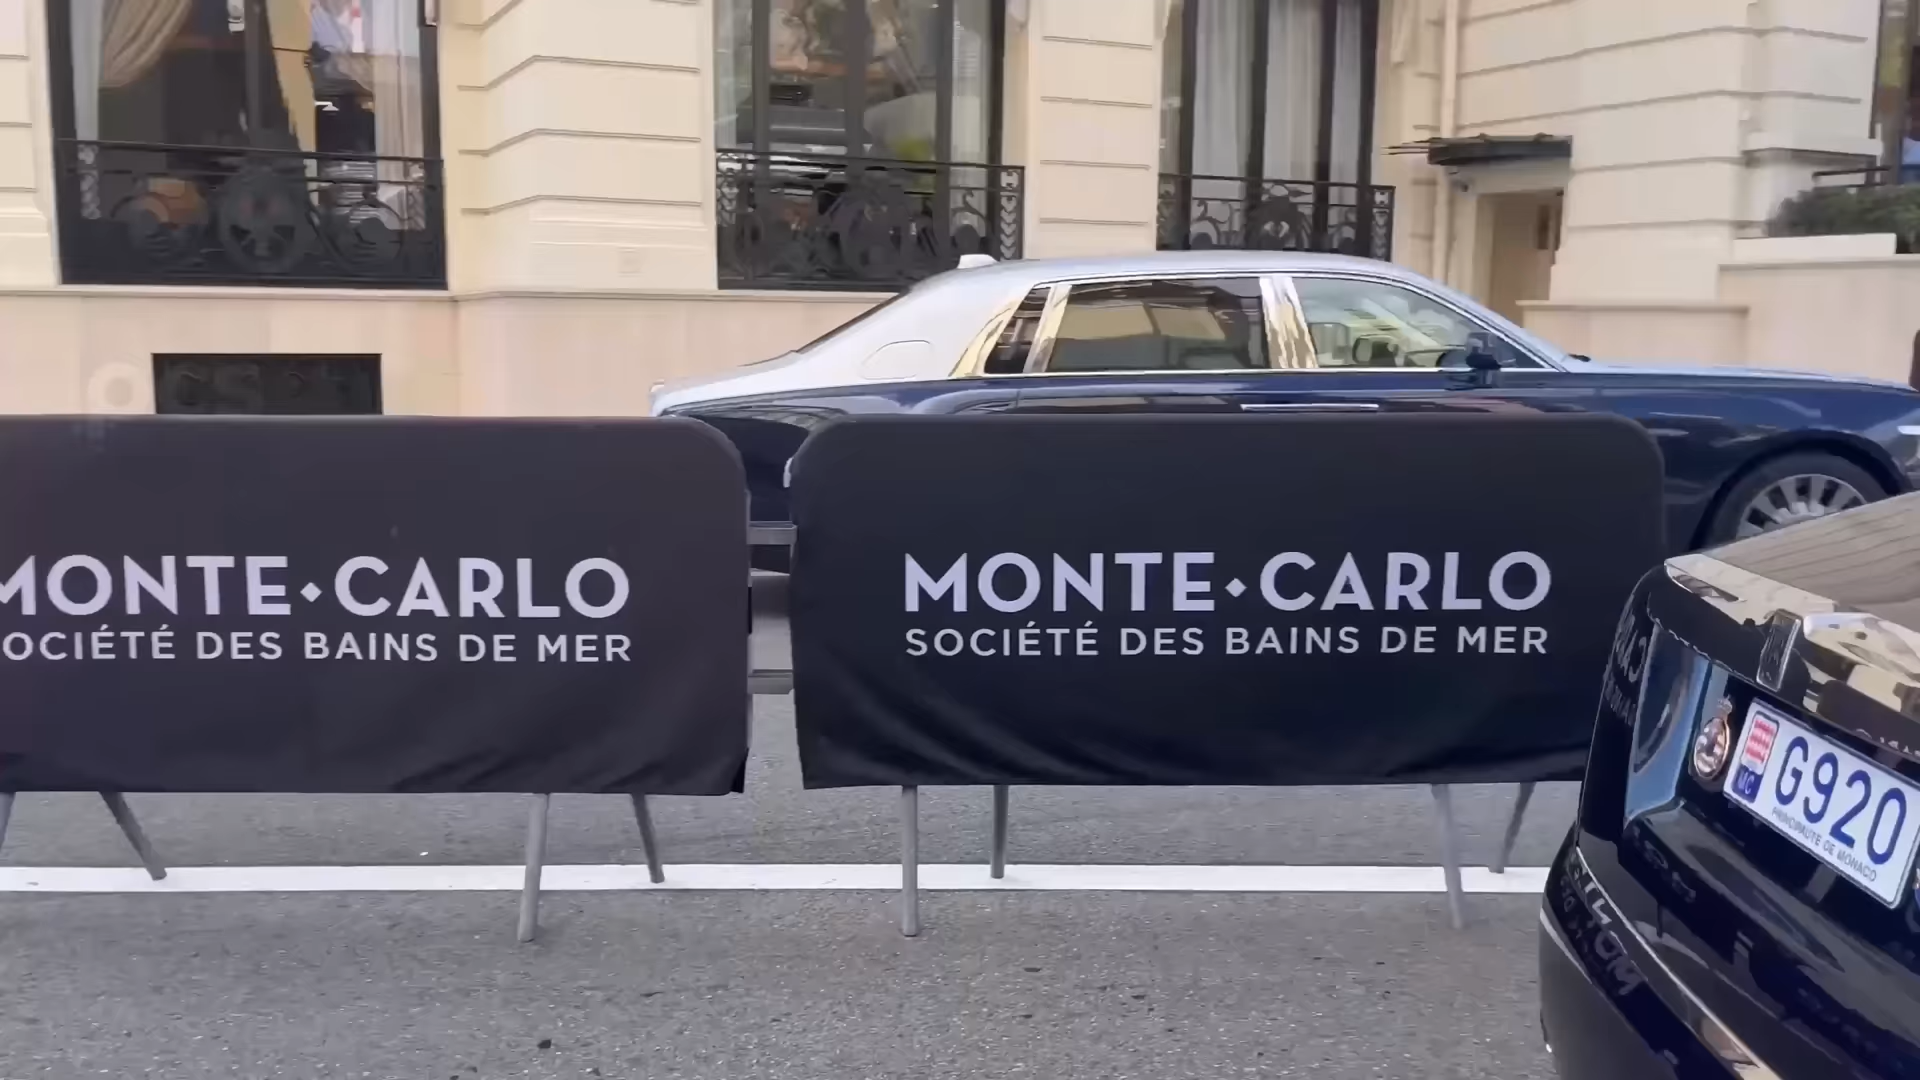 MONTE·CARLO
SOCIÉTÉ DES BAINS DE MER
MONTE·CARLO
SOCIÉTÉ DES BAINS DE MER
MC
G920
PRINCIPAUTÉ DE MONACO